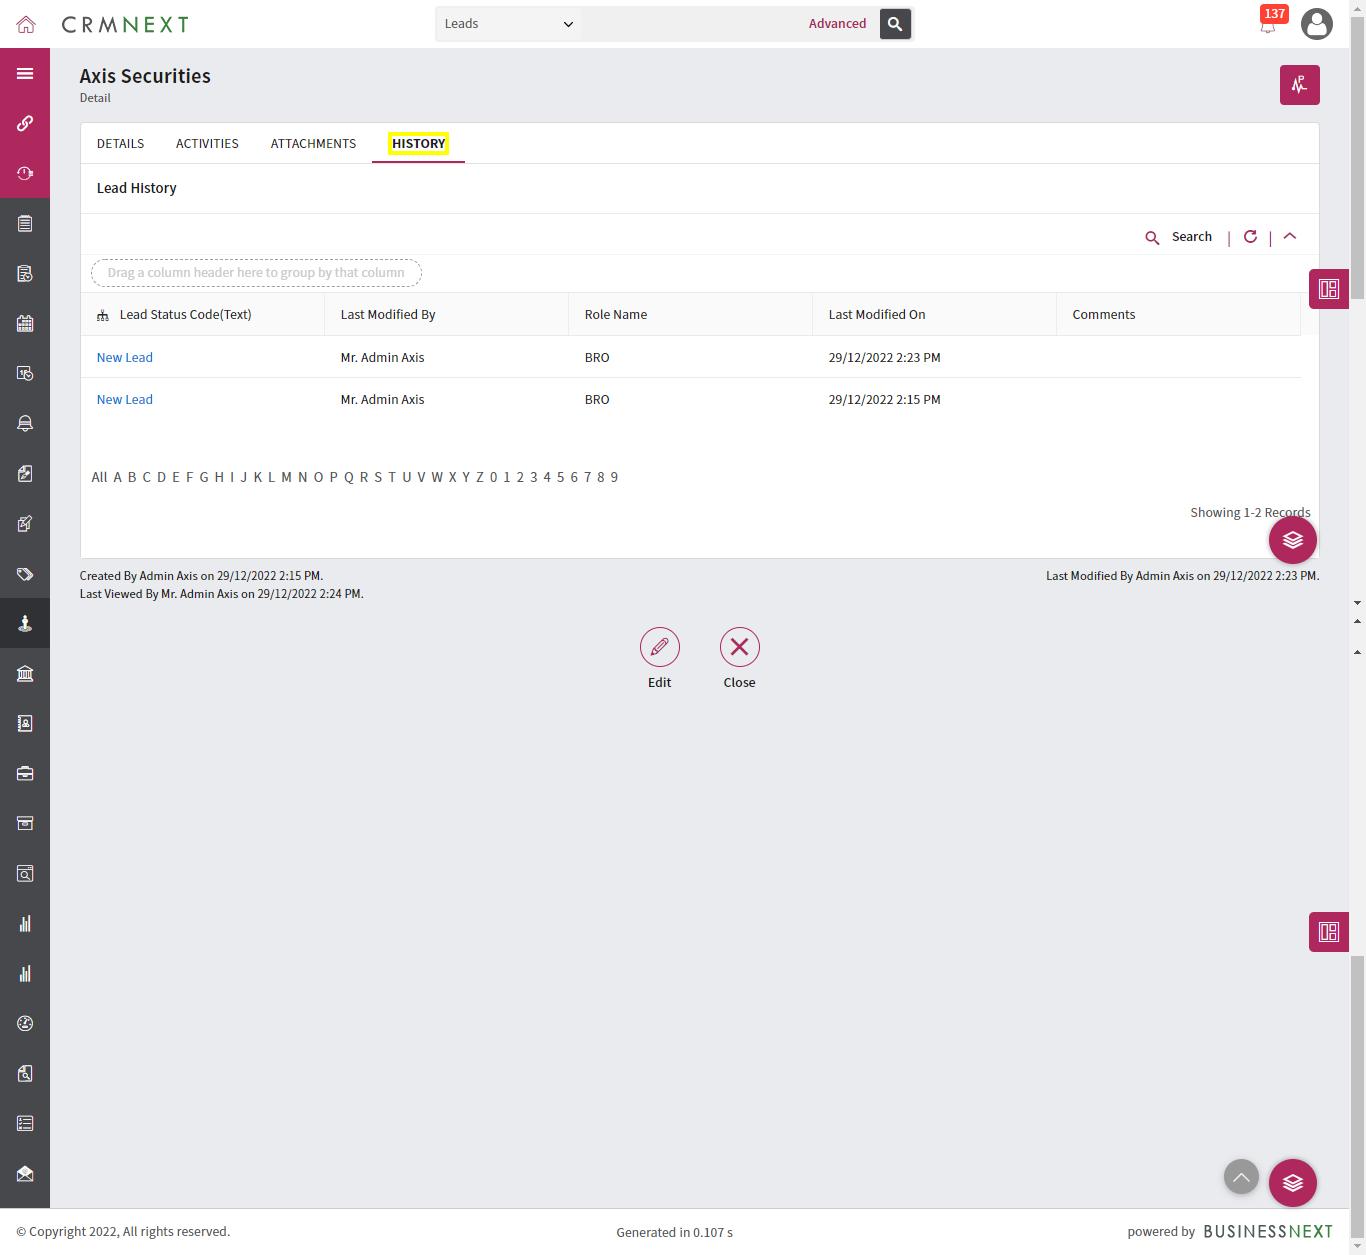 CRMNEXT
Leads
Advanced
137
Axis Securities
Detail
DETAILS
ACTIVITIES
ATTACHMENTS
HISTORY
Lead History
Search
Drag a column header here to group by that column
Lead Status Code(Text) Last Modified By Role Name Last Modified On Comments
New Lead Mr. Admin Axis BRO 29/12/2022 2:23 PM
New Lead Mr. Admin Axis BRO 29/12/2022 2:15 PM
All A B C D E F G H I J K L M N O P Q R S T U V W X Y Z 0 1 2 3 4 5 6 7 8 9
Showing 1-2 Records
Created By Admin Axis on 29/12/2022 2:15 PM.
Last Modified By Admin Axis on 29/12/2022 2:23 PM.
Last Viewed By Mr. Admin Axis on 29/12/2022 2:24 PM.
Edit
Close
© Copyright 2022, All rights reserved.
Generated in 0.107 s
powered by BUSINESSNEXT